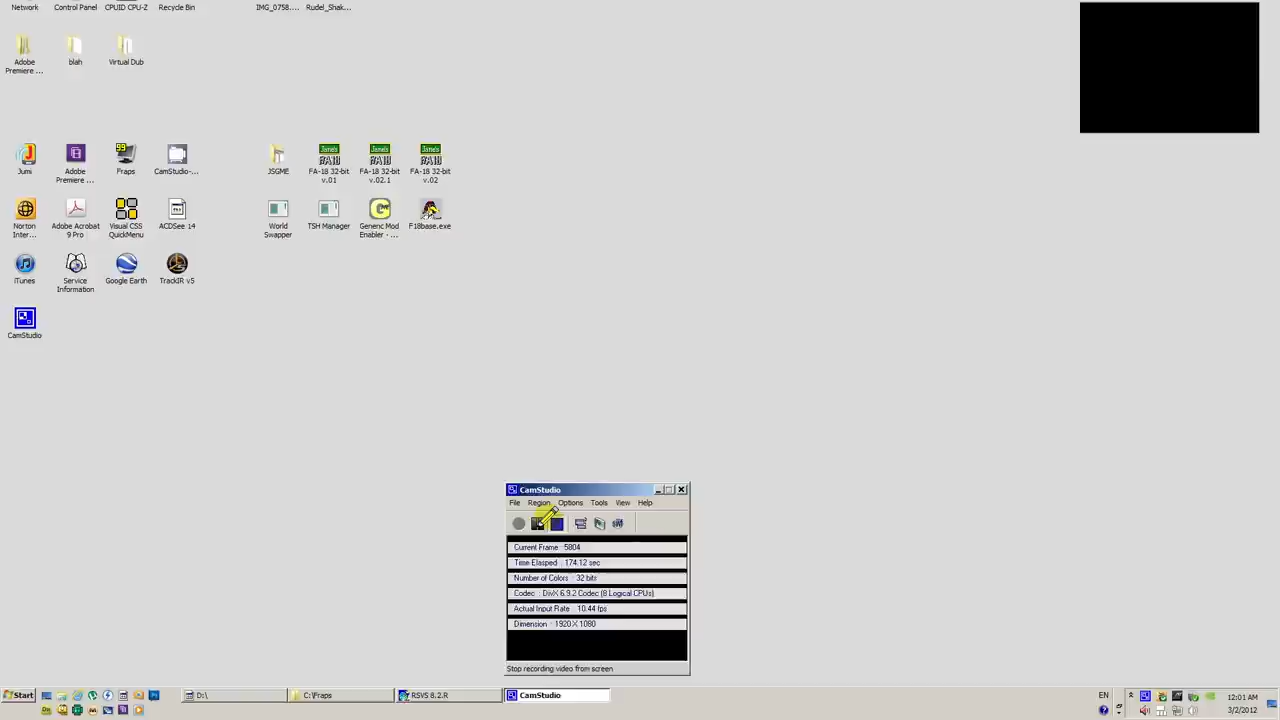 Network Control Panel CPUID CPU-Z Recycle Bin IMG_0758.... Rudel_Shak...
Adobe Premiere ...
blah
Virtual Dub
Jumi
Adobe Premiere ...
99
Fraps
CamStudio-...
JSGME
Jane's
FA-18 32-bit v.01
Jane's
FA-18 32-bit v.02.1
Jane's
FA-18 32-bit v.02
Norton Inter...
Adobe Acrobat 9 Pro
Visual CSS QuickMenu
ACDSee 14
World Swapper
TSH Manager
Generic Mod Enabler - ...
F18base.exe
iTunes
Service Information
Google Earth
TrackIR v5
CamStudio
CamStudio
File Region Options Tools View Help
Current Frame : 5804
Time Elasped : 174.12 sec
Number of Colors : 32 bits
Codec : DivX 6.9.2 Codec (8 Logical CPUs)
Actual Input Rate : 10.44 fps
Dimension : 1920 X 1080
Stop recording video from screen
Start D:\ C:\Fraps RSVS 8.2.R CamStudio EN 12:01 AM
3/2/2012